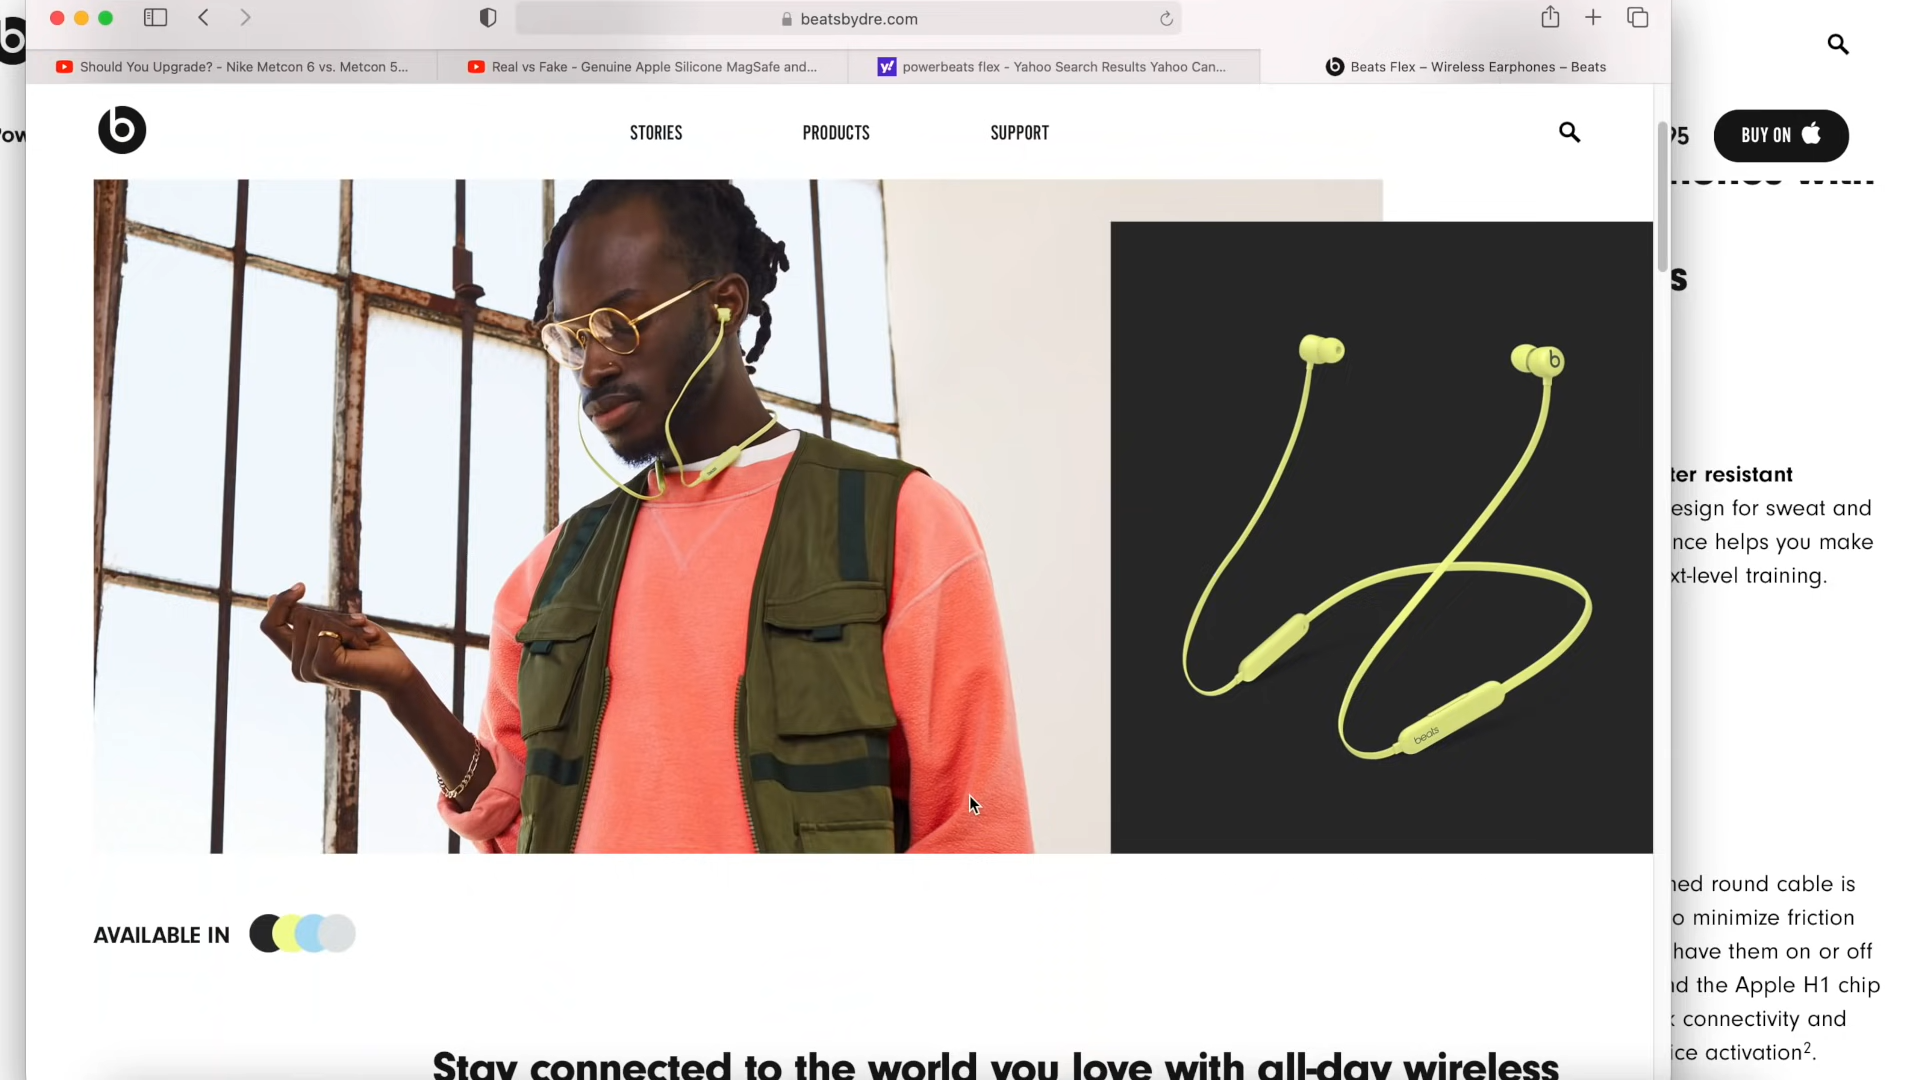 beatsbydre.com
Should You Upgrade? - Nike Metcon 6 vs. Metcon 5...
Real vs Fake - Genuine Apple Silicone MagSafe and...
powerbeats flex - Yahoo Search Results Yahoo Can...
Beats Flex – Wireless Earphones – Beats
STORIES
PRODUCTS
SUPPORT
95
BUY ON
b
beats
AVAILABLE IN
Stay connected to the world you love with all-day wireless
s
ter resistant
esign for sweat and
nce helps you make
xt-level training.
ned round cable is
o minimize friction
have them on or off
nd the Apple H1 chip
connectivity and
ice activation².